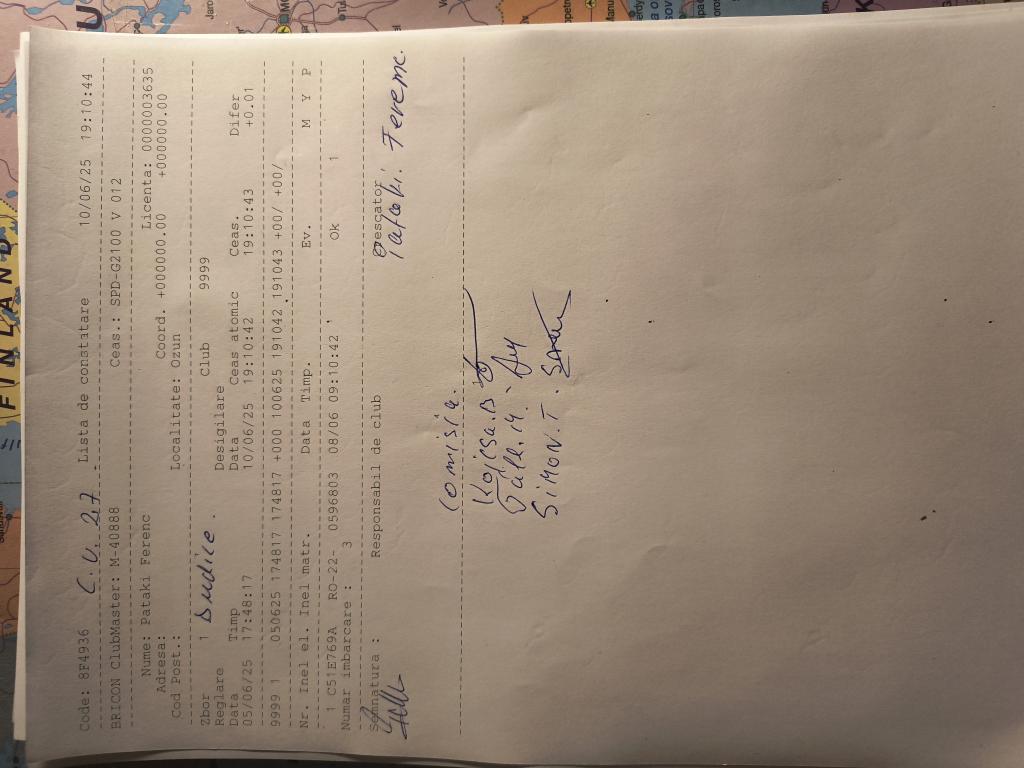 Code: 8F4936 C.U. 27 Lista de constatare 10/06/25 19:10:44
BRICON ClubMaster: M-40888 Ceas.: SPD-G2100 V 012
Nume: Pataki Ferenc Licenta: 0000003635
Adresa: Coord. +000000.00 +000000.00
Cod Post.: Localitate: Ozun
Zbor 1 Club 9999
Reglare Desigilare
Data Timp Data Ceas atomic Ceas. Difer
05/06/25 17:48:17 10/06/25 19:10:42 19:10:43 +0.01
9999 1 050625 174817 174817 +000 100625 191042 191043 +00/ +00/
Nr. Inel el. Inel matr. Data Timp. Ev. M Y P
1 C51E769A RO-22- 0596803 08/06 09:10:42 Ok 1
Numar imbarcare : 3
Semnatura : Responsabil de club Crescator
Pataki Ferenc.
Comisia.
SIMON.T.
FINLAND